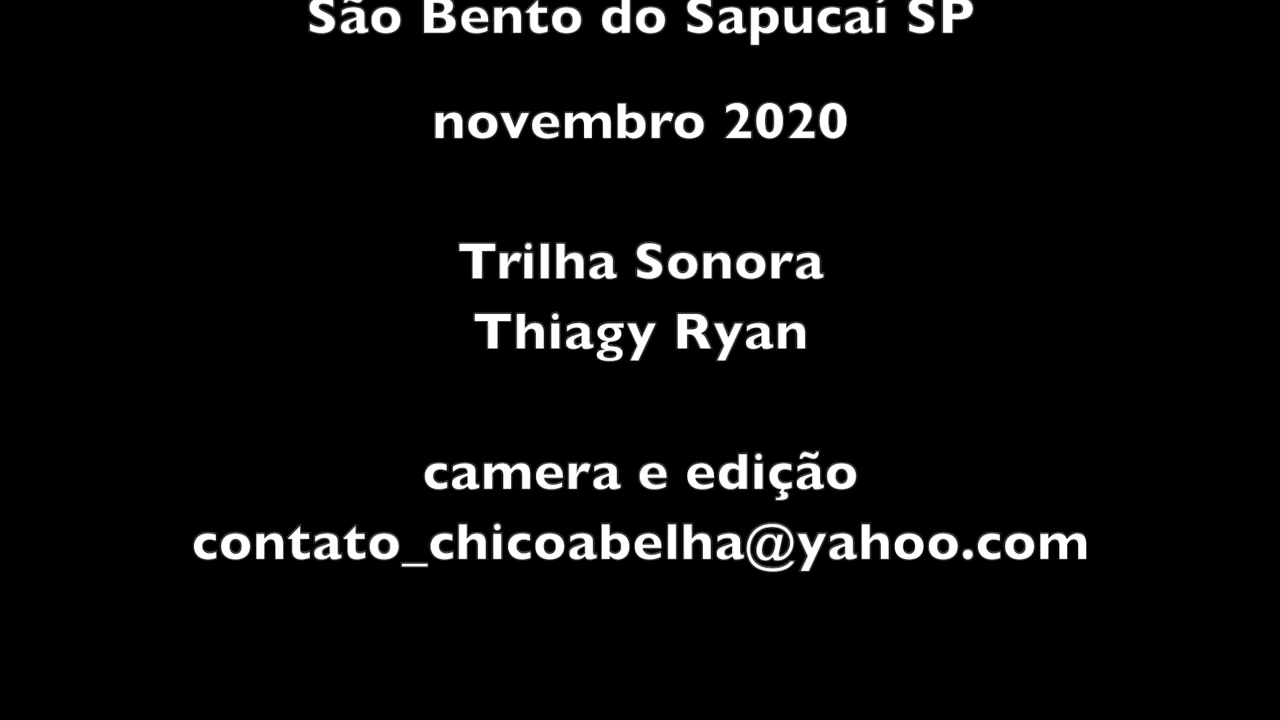 São Bento do Sapucaí SP
novembro 2020
Trilha Sonora
Thiagy Ryan
camera e edição
contato_chicoabelha@yahoo.com